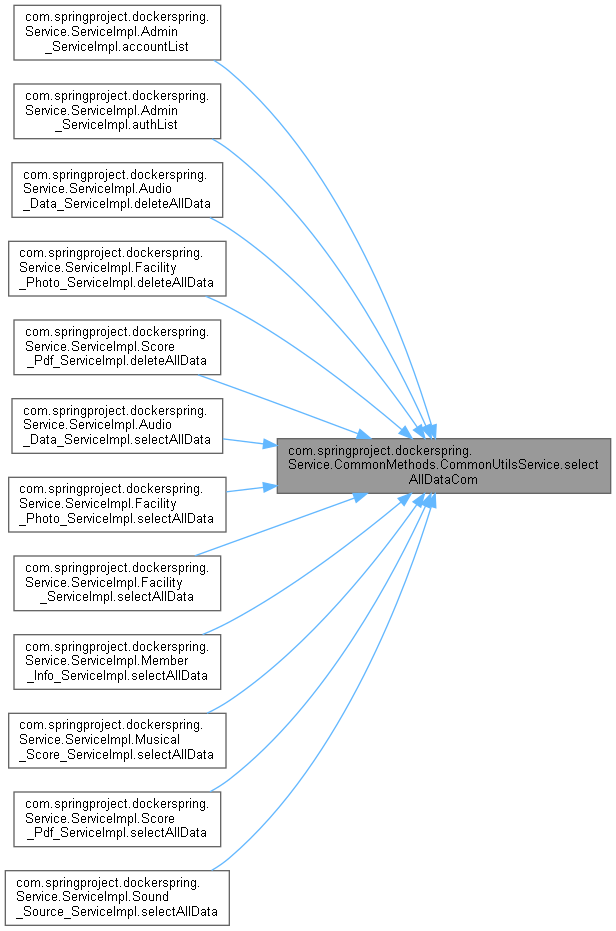 com.springproject.dockerspring.
Service.ServiceImpl.Admin
_ServiceImpl.accountList
com.springproject.dockerspring.
Service.ServiceImpl.Admin
_ServiceImpl.authList
com.springproject.dockerspring.
Service.ServiceImpl.Audio
_Data_ServiceImpl.deleteAllData
com.springproject.dockerspring.
Service.ServiceImpl.Facility
_Photo_ServiceImpl.deleteAllData
com.springproject.dockerspring.
Service.ServiceImpl.Score
_Pdf_ServiceImpl.deleteAllData
com.springproject.dockerspring.
Service.ServiceImpl.Audio
_Data_ServiceImpl.selectAllData
com.springproject.dockerspring.
Service.CommonMethods.CommonUtilsService.select
AllDataCom
com.springproject.dockerspring.
Service.ServiceImpl.Facility
_Photo_ServiceImpl.selectAllData
com.springproject.dockerspring.
Service.ServiceImpl.Facility
_ServiceImpl.selectAllData
com.springproject.dockerspring.
Service.ServiceImpl.Member
_Info_ServiceImpl.selectAllData
com.springproject.dockerspring.
Service.ServiceImpl.Musical
_Score_ServiceImpl.selectAllData
com.springproject.dockerspring.
Service.ServiceImpl.Score
_Pdf_ServiceImpl.selectAllData
com.springproject.dockerspring.
Service.ServiceImpl.Sound
_Source_ServiceImpl.selectAllData